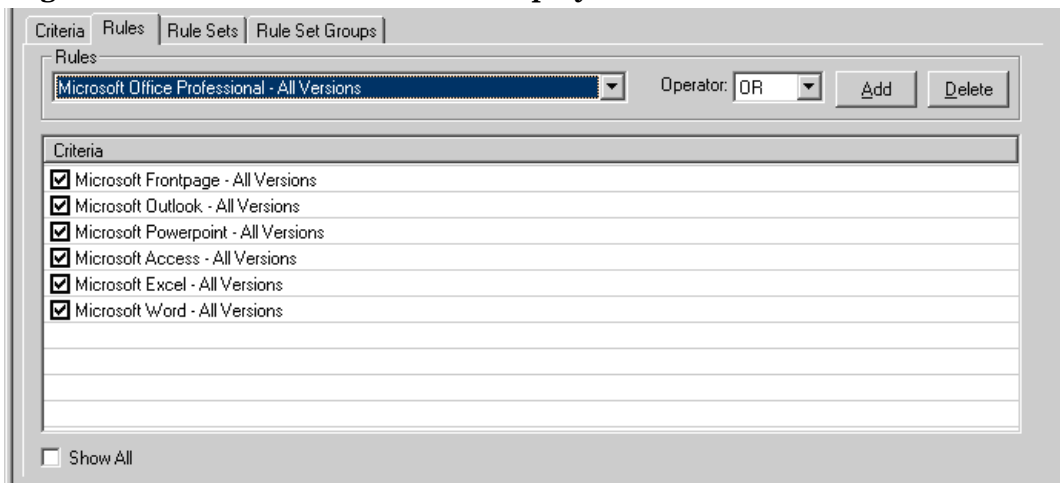 Criteria Rules Rule Sets Rule Set Groups
Rules
Microsoft Office Professional - All Versions Operator: OR Add Delete
Criteria
Microsoft Frontpage - All Versions
Microsoft Outlook - All Versions
Microsoft Powerpoint - All Versions
Microsoft Access - All Versions
Microsoft Excel - All Versions
Microsoft Word - All Versions
Show All